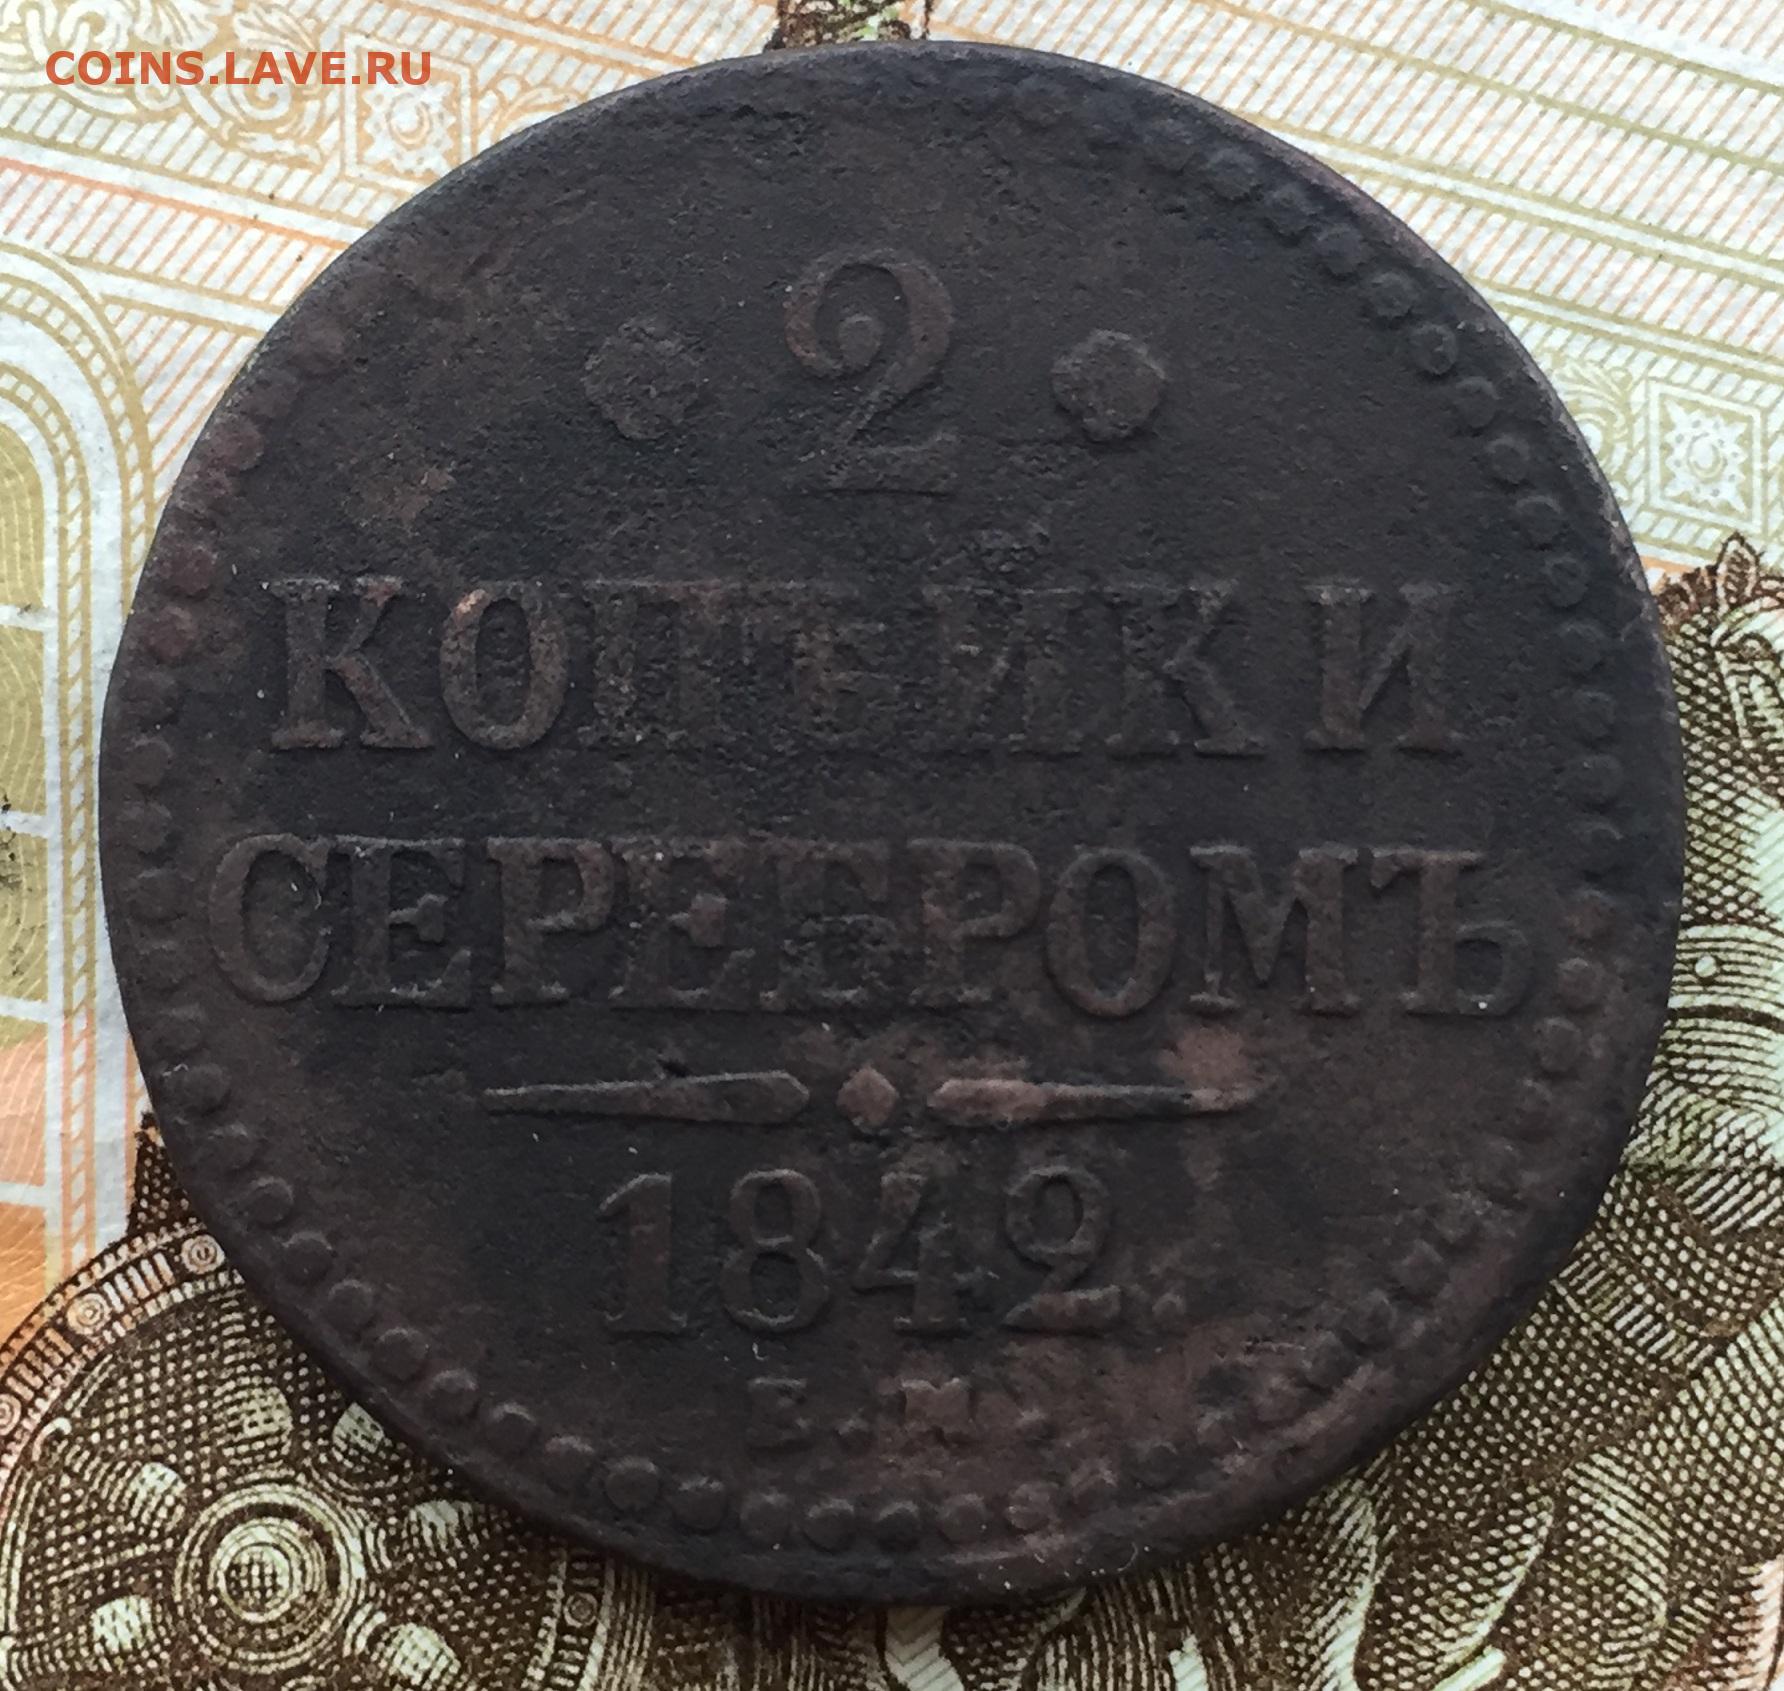 COINS.LAVE.RU
2
КОПѢЙКИ
СЕРЕБРОМЪ
1842.
Е.М.